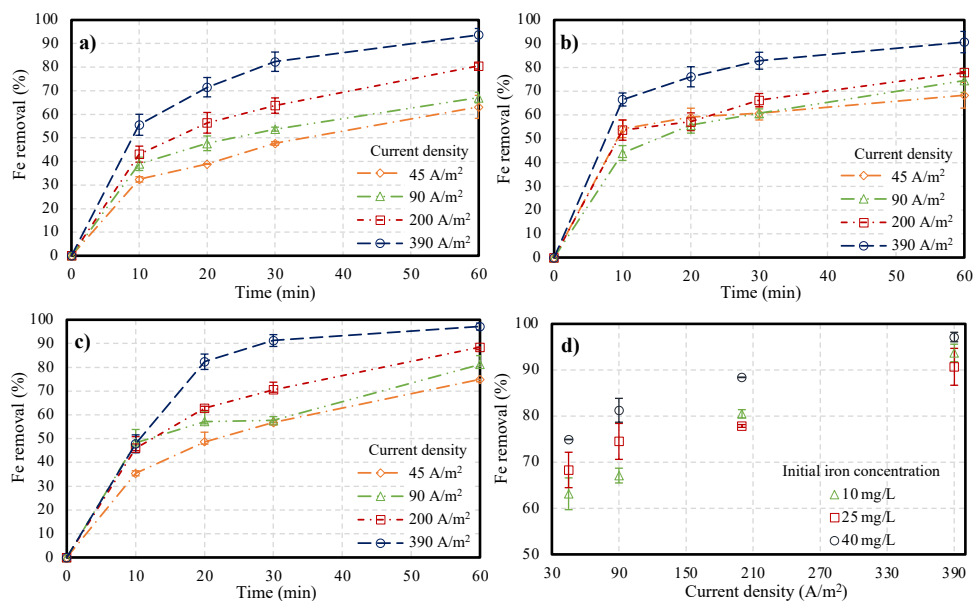 100
90
80
70
60
50
40
30
20
10
0
Fe removal (%)
a)
Current density
45 A/m²
90 A/m²
200 A/m²
390 A/m²
0 10 20 30 40 50 60
Time (min)
100
90
80
70
60
50
40
30
20
10
0
Fe removal (%)
b)
Current density
45 A/m²
90 A/m²
200 A/m²
390 A/m²
0 10 20 30 40 50 60
Time (min)
100
90
80
70
60
50
40
30
20
10
0
Fe removal (%)
c)
Current density
45 A/m²
90 A/m²
200 A/m²
390 A/m²
0 10 20 30 40 50 60
Time (min)
100
90
80
70
60
50
Fe removal (%)
d)
Initial iron concentration
10 mg/L
25 mg/L
40 mg/L
30 90 150 210 270 330 390
Current density (A/m²)